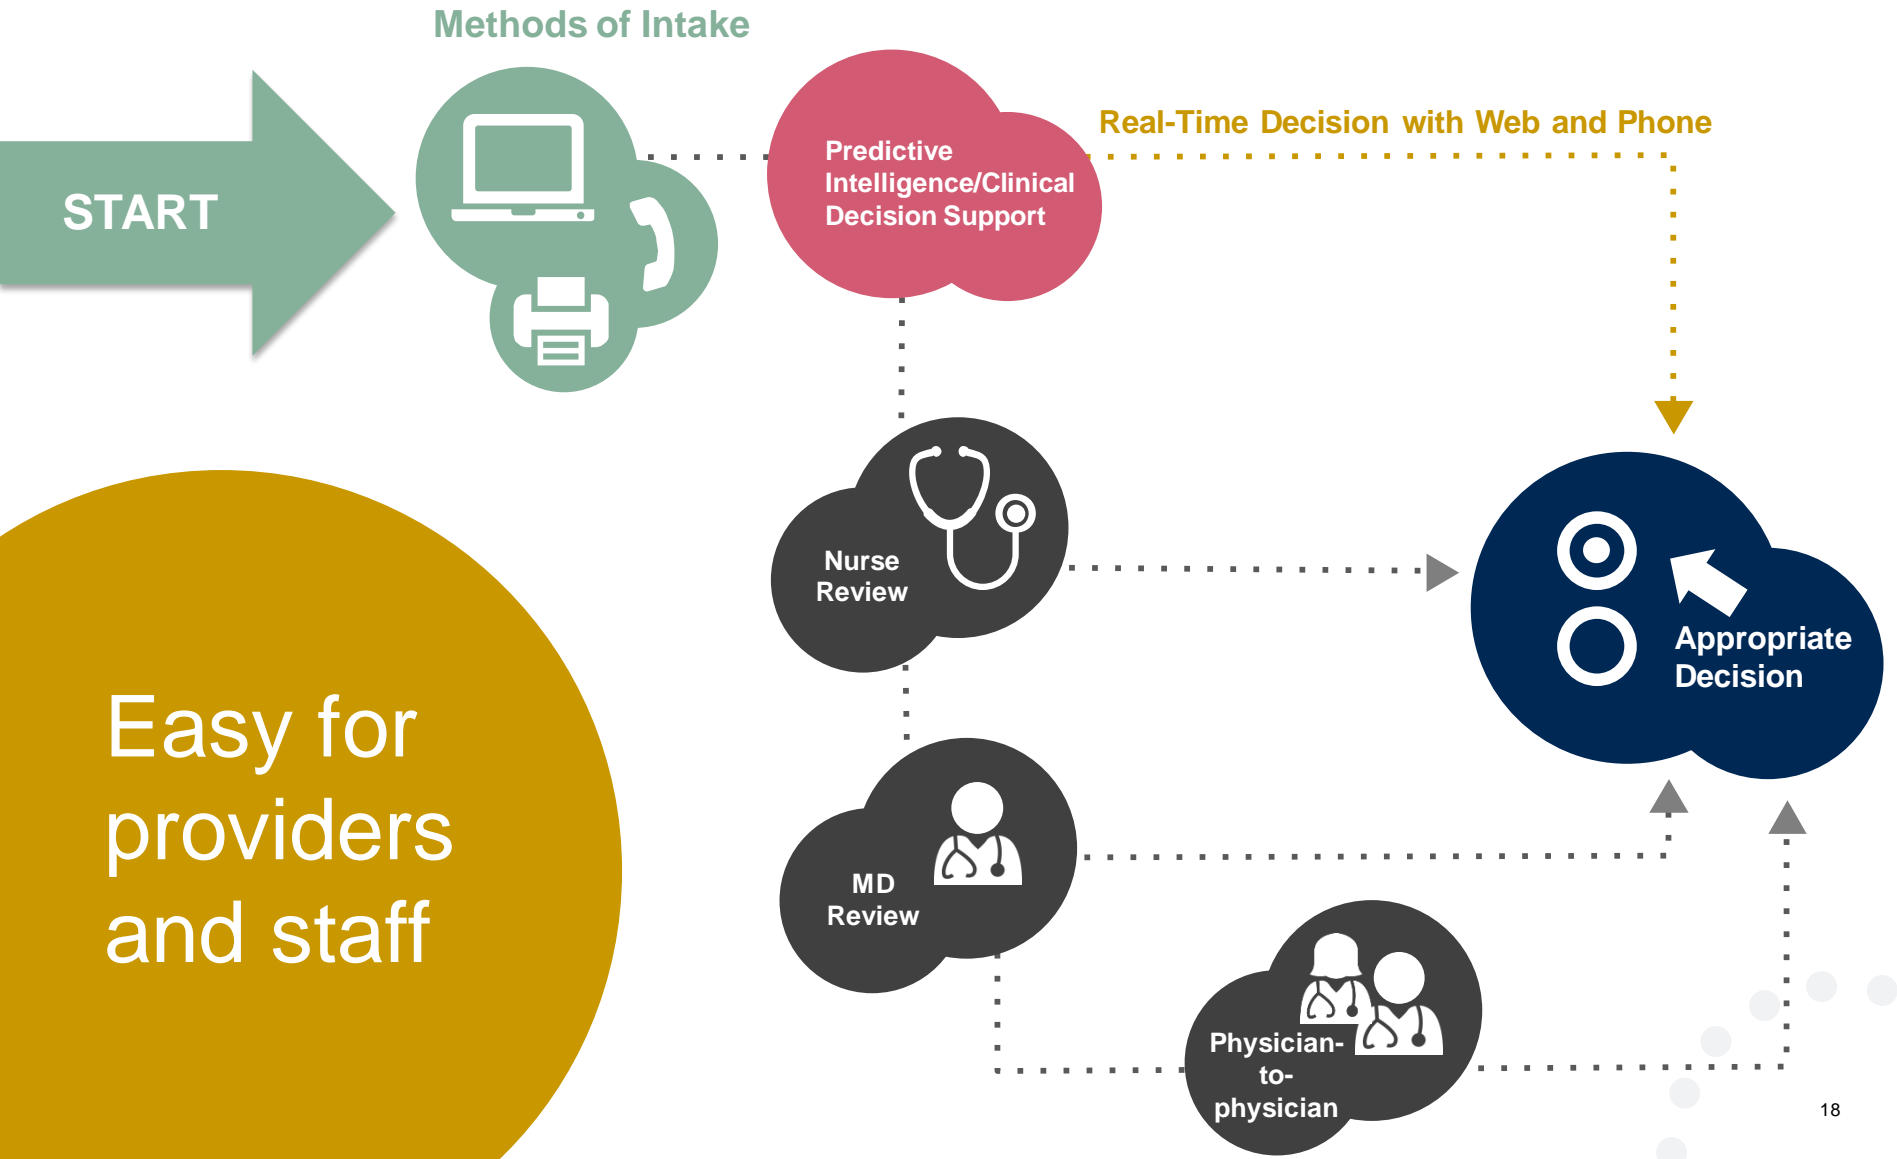 Methods of Intake
START
Predictive
Intelligence/Clinical
Decision Support
Real-Time Decision with Web and Phone
Nurse
Review
Appropriate
Decision
Easy for
providers
and staff
MD
Review
Physician-
to-
physician
18